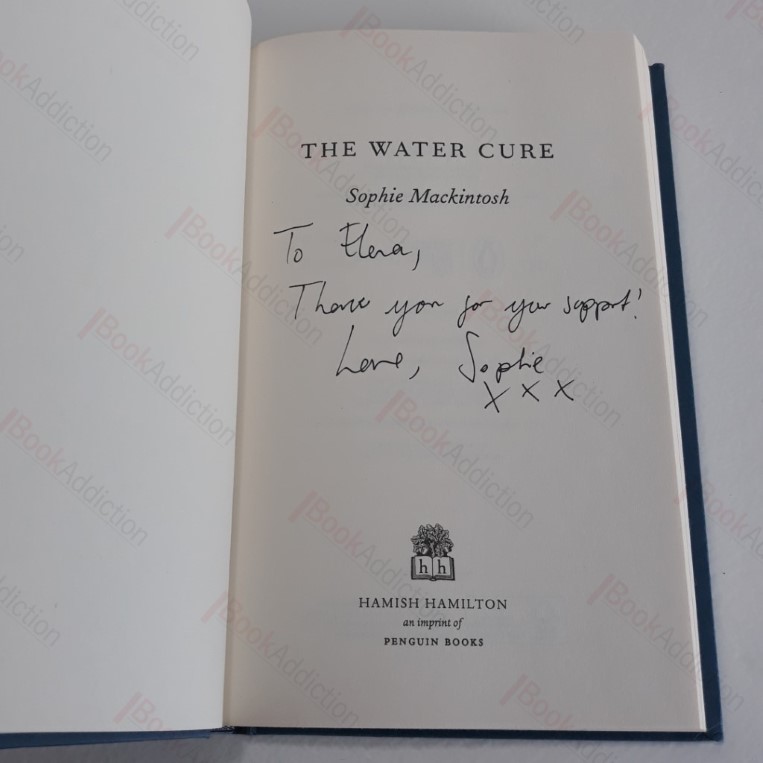 THE WATER CURE
Sophie Mackintosh
To Elena,
Thank you for your support!
Love, Sophie
x x x
h h
HAMISH HAMILTON
an imprint of
PENGUIN BOOKS
BookAddiction